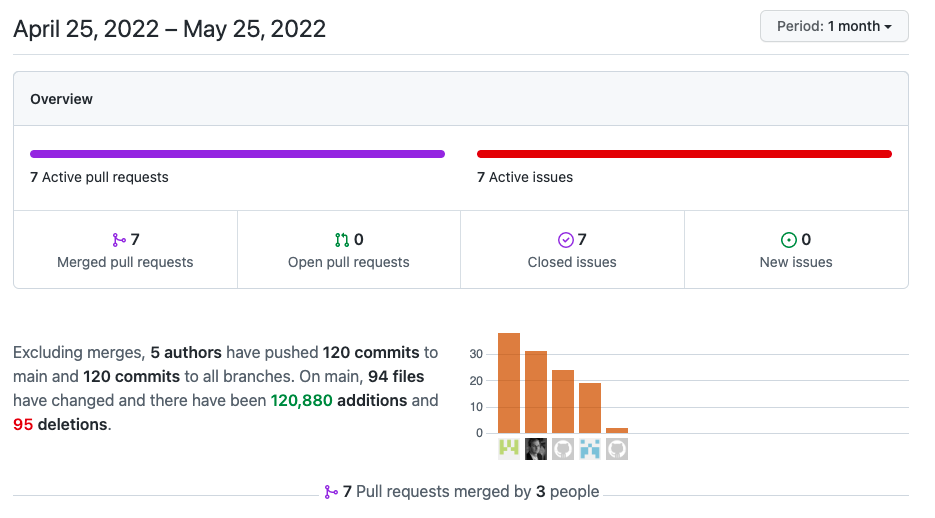 April 25, 2022 – May 25, 2022
Period: 1 month
Overview
7 Active pull requests
7 Active issues
7
Merged pull requests
0
Open pull requests
7
Closed issues
0
New issues
Excluding merges, 5 authors have pushed 120 commits to
main and 120 commits to all branches. On main, 94 files
have changed and there have been 120,880 additions and
95 deletions.
30
20
10
0
7 Pull requests merged by 3 people